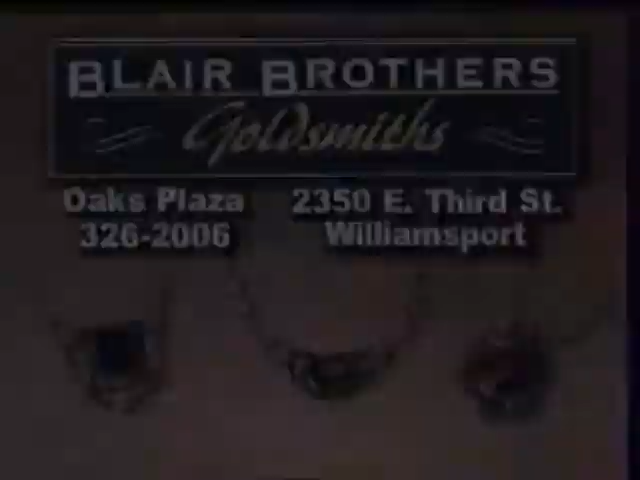 BLAIR BROTHERS
Goldsmiths
Oaks Plaza
326-2006
2350 E. Third St.
Williamsport